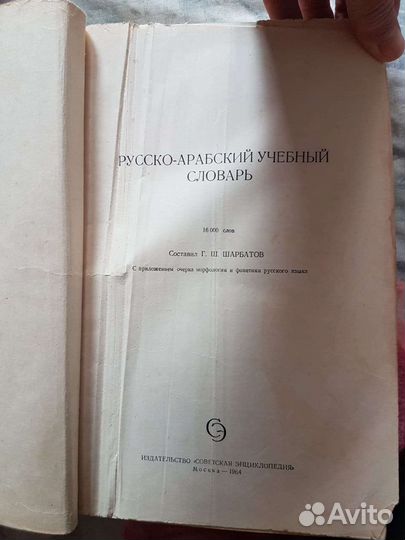 РУССКО-АРАБСКИЙ УЧЕБНЫЙ
СЛОВАРЬ
16 000 слов
Составил Г. Ш. ШАРБАТОВ
С приложением очерка морфологии и фонетики русского языка
СЭ
ИЗДАТЕЛЬСТВО «СОВЕТСКАЯ ЭНЦИКЛОПЕДИЯ»
Москва — 1964
Avito